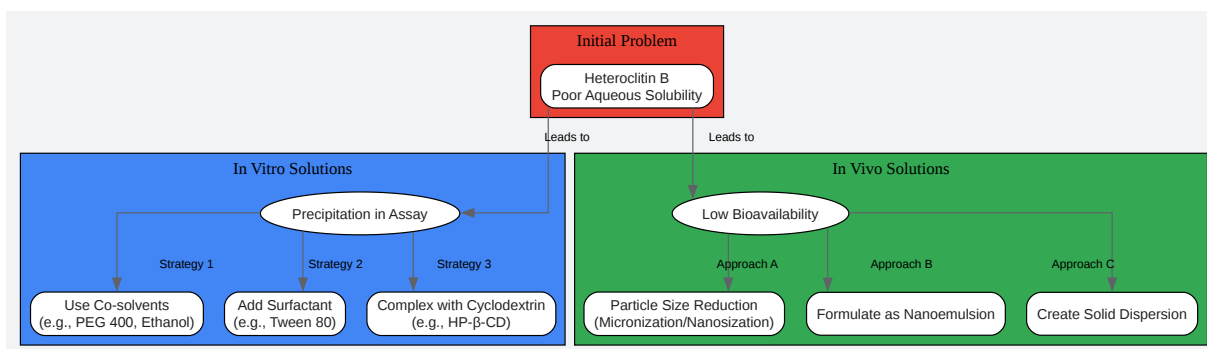 Initial Problem
Heteroclitin B
Poor Aqueous Solubility
Leads to
Leads to
In Vitro Solutions
Precipitation in Assay
Strategy 1
Strategy 2
Strategy 3
Use Co-solvents
(e.g., PEG 400, Ethanol)
Add Surfactant
(e.g., Tween 80)
Complex with Cyclodextrin
(e.g., HP-β-CD)
In Vivo Solutions
Low Bioavailability
Approach A
Approach B
Approach C
Particle Size Reduction
(Micronization/Nanosization)
Formulate as Nanoemulsion
Create Solid Dispersion